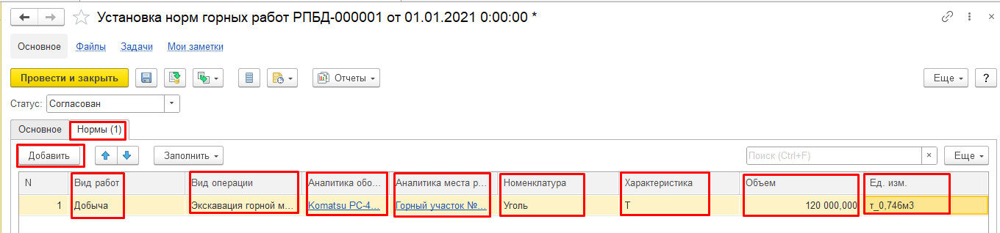 Установка норм горных работ РПБД-000001 от 01.01.2021 0:00:00 *
Основное Файлы Задачи Мои заметки
Провести и закрыть Отчеты Еще ?
Статус: Согласован
Основное Нормы (1)
Добавить Заполнить Поиск (Ctrl+F) × Еще
N Вид работ Вид операции Аналитика обо... Аналитика места р... Номенклатура Характеристика Объем Ед. изм.
1 Добыча Экскавация горной м... Komatsu PC-4... Горный участок №... Уголь Т 120 000,000 т_0,746м3